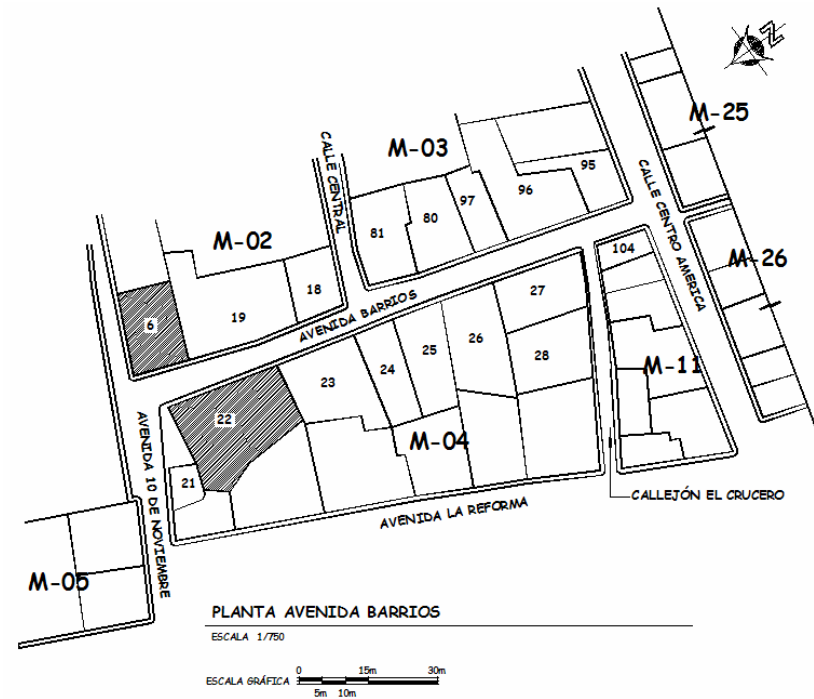 Z
M-25
M-03
CALLE CENTRAL
95
96
97
80
81
CALLE CENTRO AMERICA
M-02
104
M-26
18
19
6
AVENIDA BARRIOS
27
26
25
28
24
23
M-11
22
M-04
21
AVENIDA 10 DE NOVIEMBRE
CALLEJÓN EL CRUCERO
AVENIDA LA REFORMA
M-05
PLANTA AVENIDA BARRIOS
ESCALA 1/750
ESCALA GRÁFICA
0 15m 30m
5m 10m